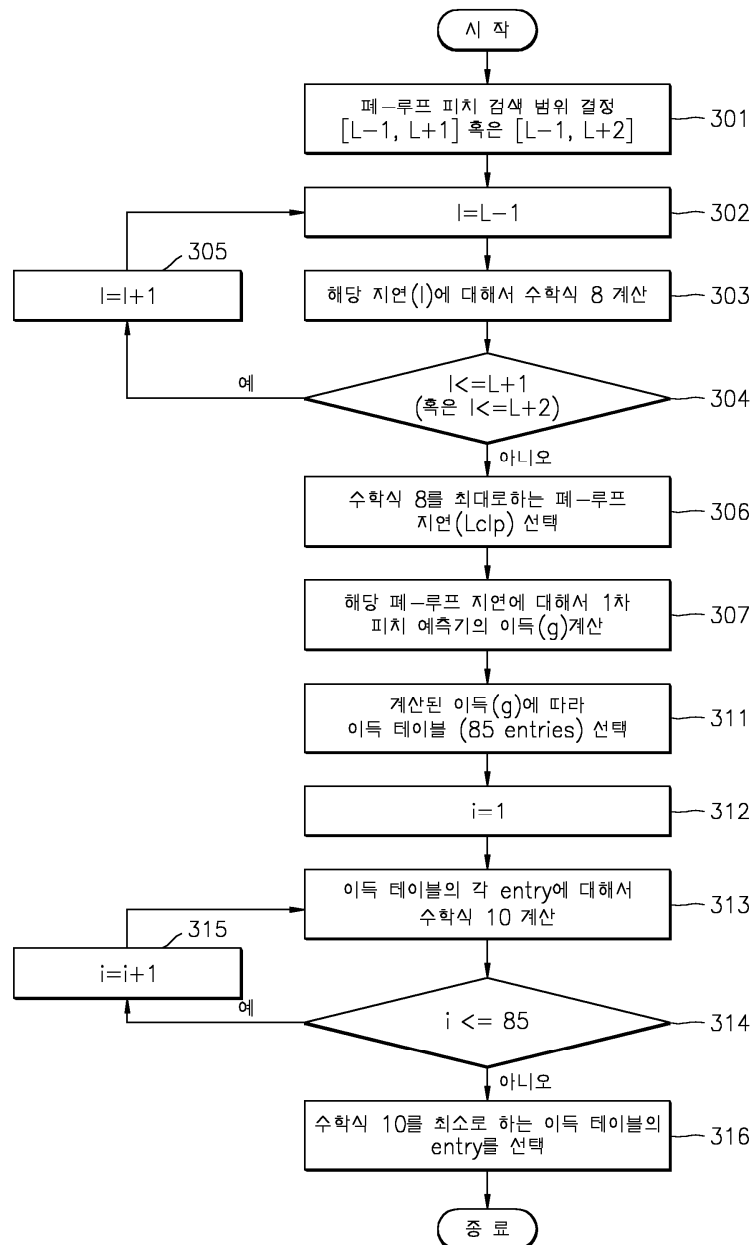 시 작
폐-루프 피치 검색 범위 결정
[L-1, L+1] 혹은 [L-1, L+2]
301
l=L-1
302
305
l=l+1
해당 지연(l)에 대해서 수학식 8 계산
303
예
l<=L+1
(혹은 l<=L+2)
304
아니오
수학식 8를 최대로하는 폐-루프
지연(Lclp) 선택
306
해당 폐-루프 지연에 대해서 1차
피치 예측기의 이득(g)계산
307
계산된 이득(g)에 따라
이득 테이블 (85 entries) 선택
311
i=1
312
이득 테이블의 각 entry에 대해서
수학식 10 계산
313
315
i=i+1
예
i <= 85
314
아니오
수학식 10를 최소로 하는 이득 테이블의
entry를 선택
316
종 료